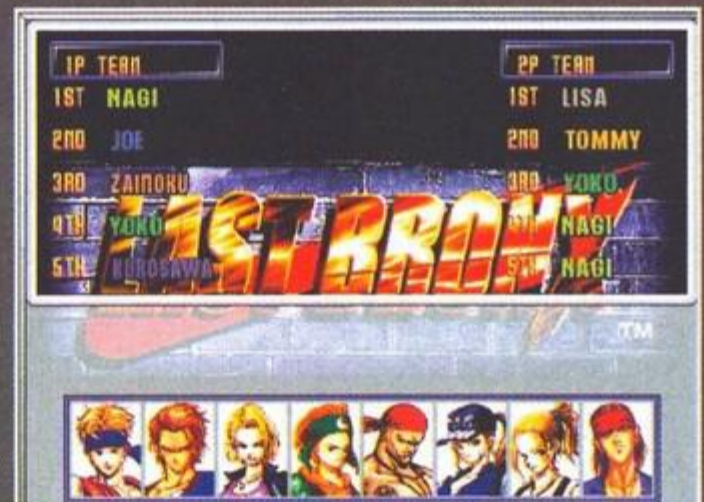 1P TEAM 2P TEAM
1ST NAGI 1ST LISA
2ND JOE 2ND TOMMY
3RD ZAIMOKU 3RD YOKO
4TH YOKO 4TH NAGI
5TH KUROSAWA 5TH NAGI
LAST BRONX
TM